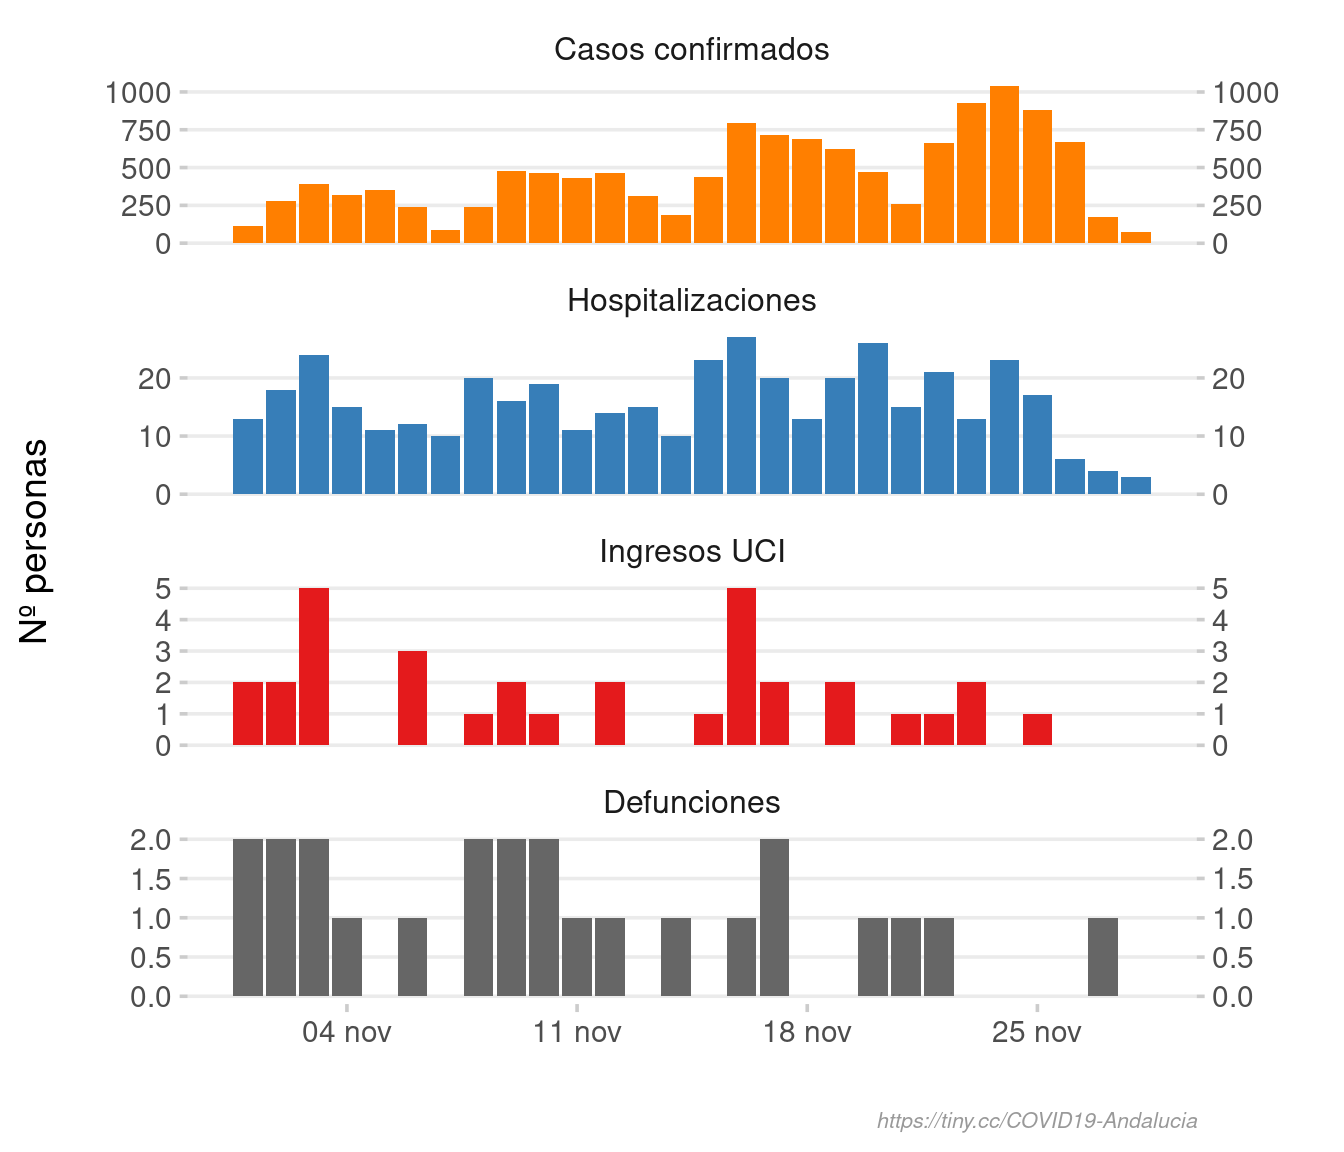 Casos confirmados
1000 1000
750 750
500 500
250 250
0 0
Hospitalizaciones
20 20
10 10
0 0
Nº personas
Ingresos UCI
5 5
4 4
3 3
2 2
1 1
0 0
Defunciones
2.0 2.0
1.5 1.5
1.0 1.0
0.5 0.5
0.0 0.0
04 nov 11 nov 18 nov 25 nov
https://tiny.cc/COVID19-Andalucia